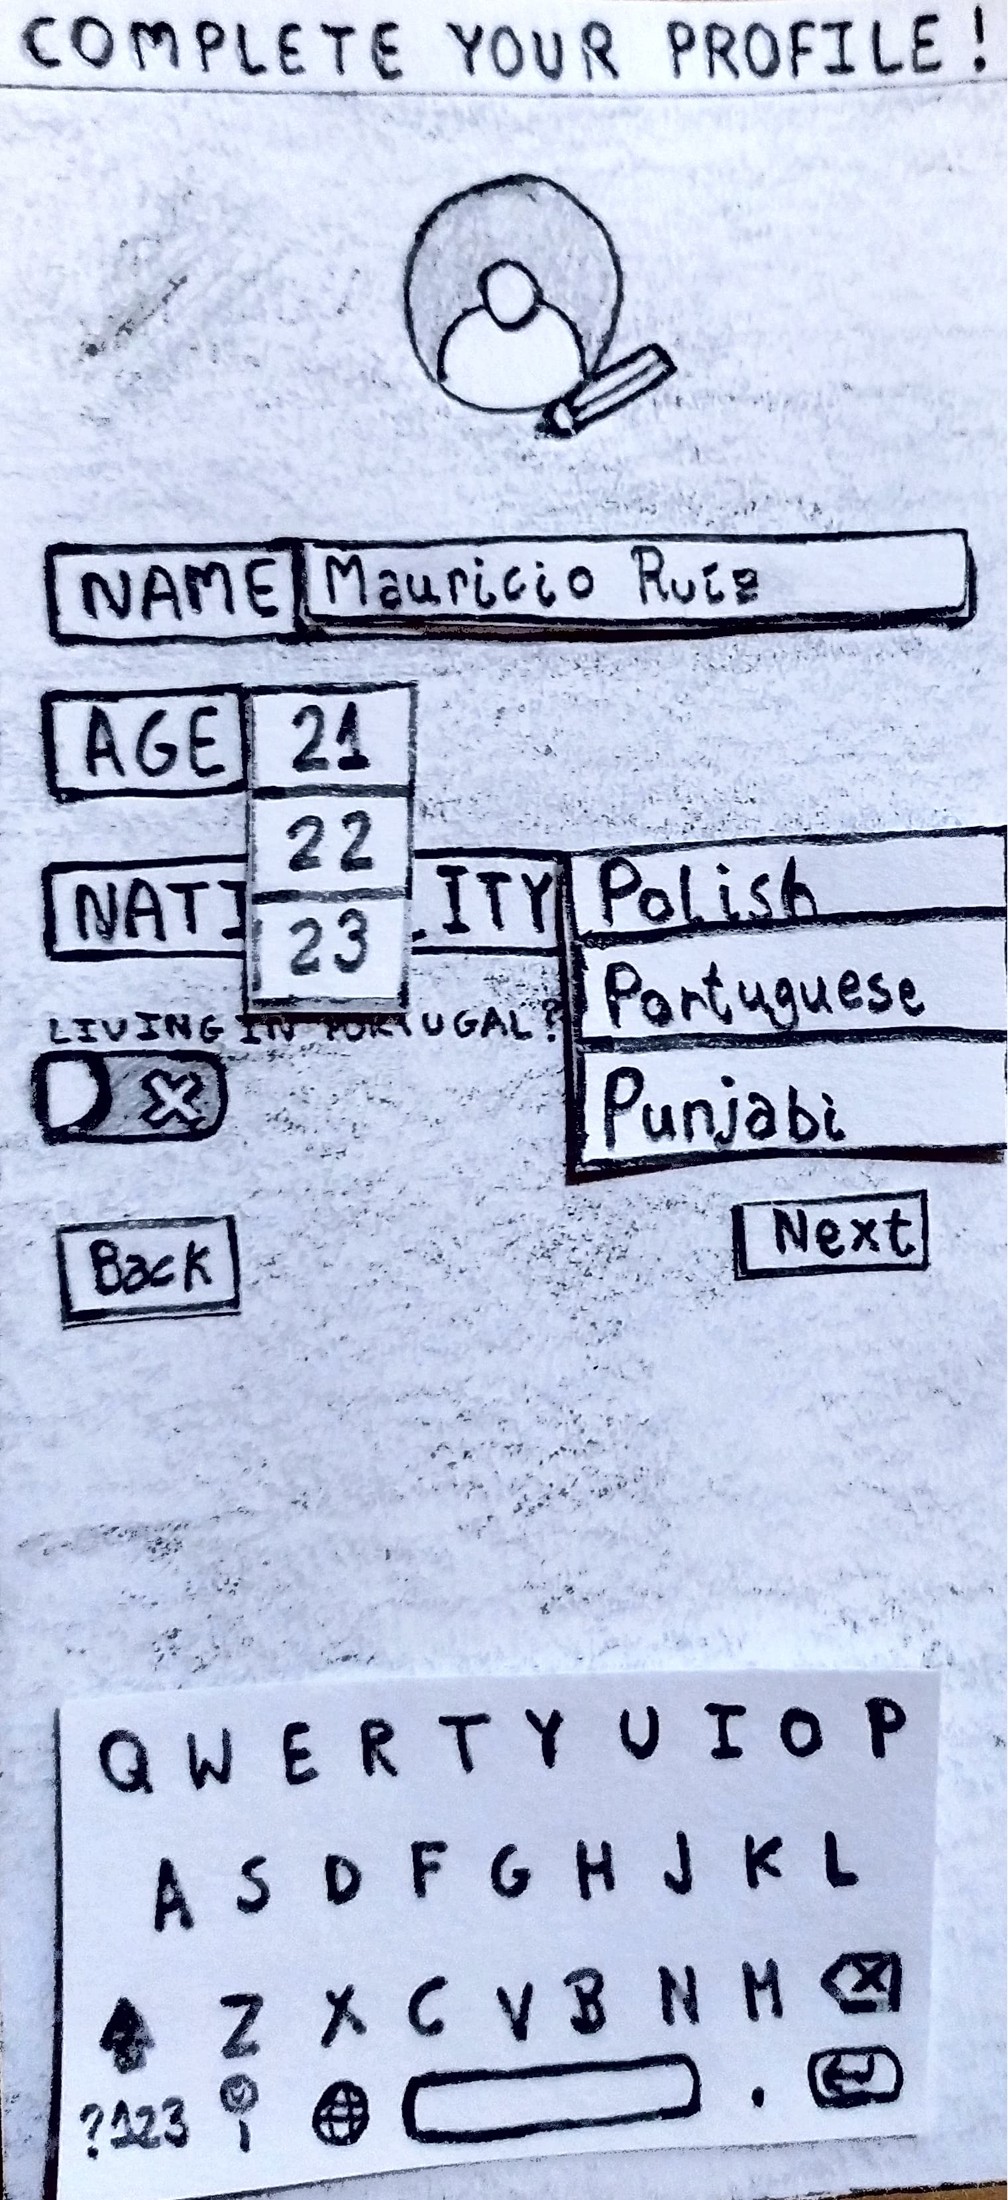 COMPLETE YOUR PROFILE!
NAME Mauricio Ruiz
AGE 21
22
NATI LITY Polish
23
Portuguese
LIVING IN PORTUGAL?
Punjabi
Back Next
Q W E R T Y U I O P
A S D F G H J K L
Z X C V B N M
?123 .